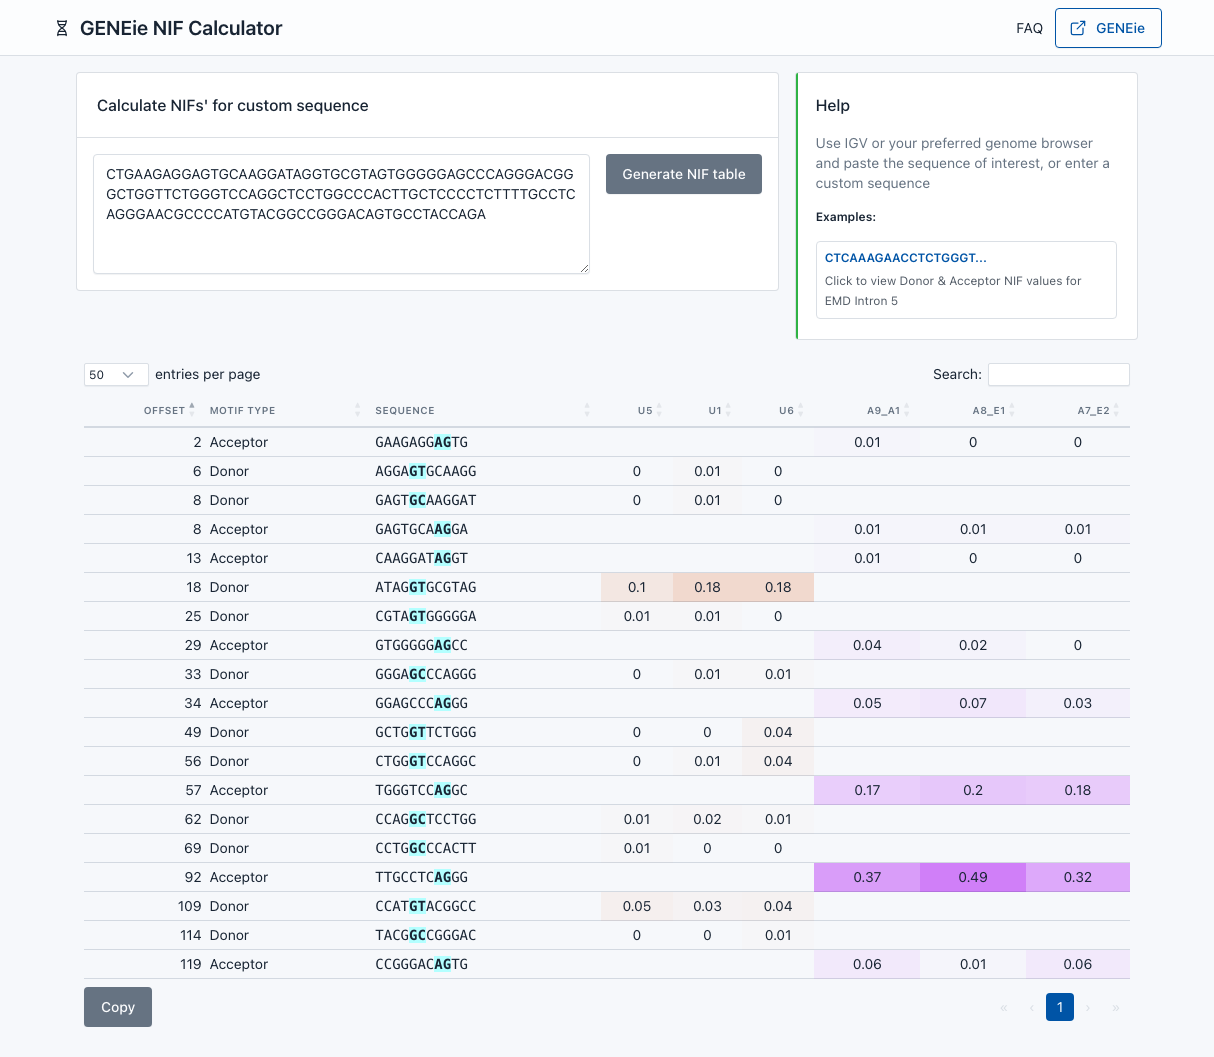 GENEie NIF Calculator
FAQ
GENEie
Calculate NIFs' for custom sequence
CTGAAGAGGAGTGCAAGGATAGGTGCGTAGTGGGGGAGCCCAGGGACGG
GCTGGTTCTGGGTCCAGGCTCCTGGCCCACTTGCTCCCCTCTTTTGCCTC
AGGGAACGCCCCATGTACGGCCGGGACAGTGCCTACCAGA
Generate NIF table
Help
Use IGV or your preferred genome browser
and paste the sequence of interest, or enter a
custom sequence
Examples:
CTCAAAGAACCTCTGGGT...
Click to view Donor & Acceptor NIF values for
EMD Intron 5
50 entries per page
Search:
OFFSET MOTIF TYPE SEQUENCE U5 U1 U6 A9_A1 A8_E1 A7_E2
2 Acceptor GAAGAGGAGTG 0.01 0 0
6 Donor AGGAGTGCAAGG 0 0.01 0
8 Donor GAGTGCAAGGAT 0 0.01 0
8 Acceptor GAGTGCAAGGA 0.01 0.01 0.01
13 Acceptor CAAGGATAGGT 0.01 0 0
18 Donor ATAGGTGCGTAG 0.1 0.18 0.18
25 Donor CGTAGTGGGGGA 0.01 0.01 0
29 Acceptor GTGGGGGAGCC 0.04 0.02 0
33 Donor GGGAGCCCAGGG 0 0.01 0.01
34 Acceptor GGAGCCCAGGG 0.05 0.07 0.03
49 Donor GCTGGTTCTGGG 0 0 0.04
56 Donor CTGGGTCCAGGC 0 0.01 0.04
57 Acceptor TGGGTCCAGGC 0.17 0.2 0.18
62 Donor CCAGGCTCCTGG 0.01 0.02 0.01
69 Donor CCTGGCCCACTT 0.01 0 0
92 Acceptor TTGCCTCAGGG 0.37 0.49 0.32
109 Donor CCATGTACGGCC 0.05 0.03 0.04
114 Donor TACGGCCGGGAC 0 0 0.01
119 Acceptor CCGGGACAGTG 0.06 0.01 0.06
Copy
« ‹ 1 › »